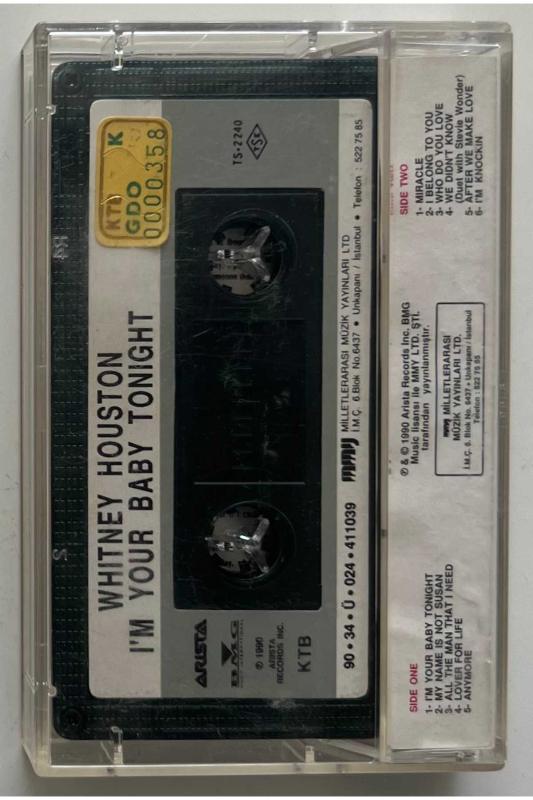 WHITNEY HOUSTON
I'M YOUR BABY TONIGHT
KTB K
GDO
0000358
TS-2240
TSE
2
ARISTA
BMG
℗ 1990
ARISTA
RECORDS INC.
KTB
90 • 34 • Ü • 024 • 411039
MİLLETLERARASI MÜZİK YAYINLARI LTD
İ.M.Ç. 6.Blok No.6437 • Unkapanı / İstanbul • Telefon : 522 75 85
SIDE ONE
1- I'M YOUR BABY TONIGHT
2- MY NAME IS NOT SUSAN
3- ALL THE MAN THAT I NEED
4- LOVER FOR LIFE
5- ANYMORE
℗ & © 1990 Arista Records Inc. BMG
Music lisansı ile MMY LTD. ŞTİ.
tarafından yayınlanmıştır.
mmy MİLLETLERARASI
MÜZİK YAYINLARI LTD.
İ.M.Ç. 6. Blok No. 6437 • Unkapanı / İstanbul
Telefon : 522 75 85
SIDE TWO
1- MIRACLE
2- I BELONG TO YOU
3- WHO DO YOU LOVE
4- WE DIDN'T KNOW
(Duet with Stevie Wonder)
5- AFTER WE MAKE LOVE
6- I'M KNOCKIN